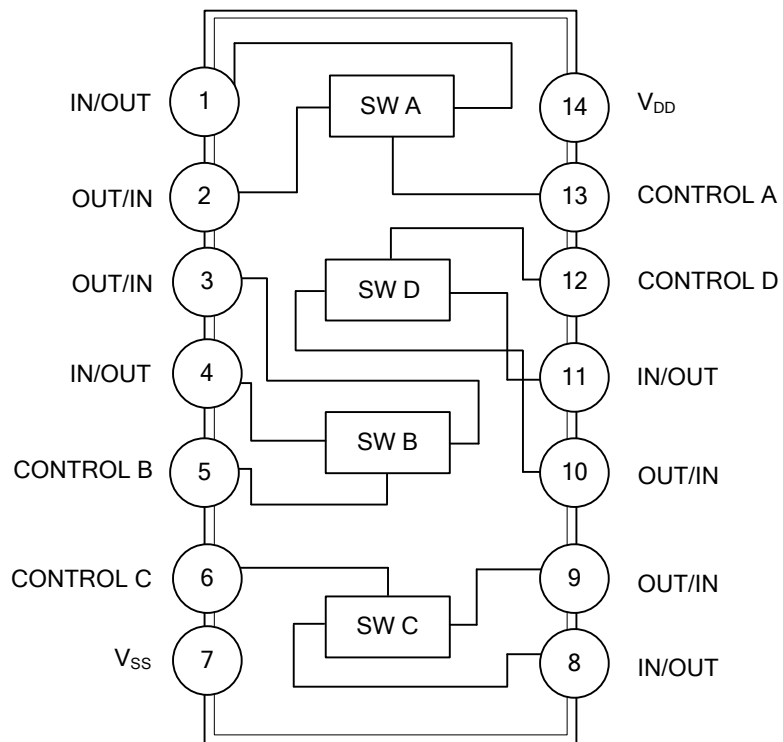 IN/OUT 1 SW A 14 VDD
OUT/IN 2 13 CONTROL A
OUT/IN 3 SW D 12 CONTROL D
IN/OUT 4 11 IN/OUT
CONTROL B 5 SW B 10 OUT/IN
CONTROL C 6 SW C 9 OUT/IN
VSS 7 8 IN/OUT